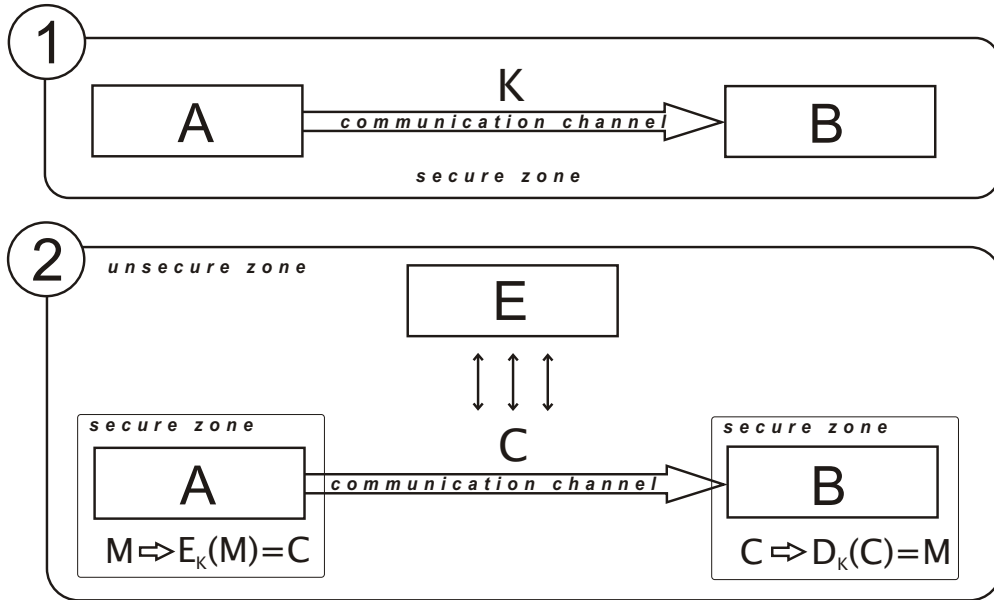 1
K
A
communication channel
B
secure zone
2
unsecure zone
E
secure zone
secure zone
C
A
communication channel
B
M⇨E_K(M)=C
C⇨D_K(C)=M